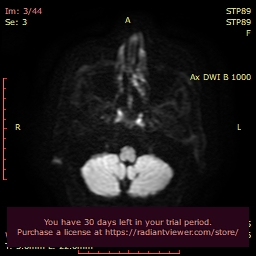 Im: 3/44
Se: 3
A
STP89
STP89
F
Ax DWI B 1000
R
L
You have 30 days left in your trial period.
Purchase a license at https://radiantviewer.com/store/